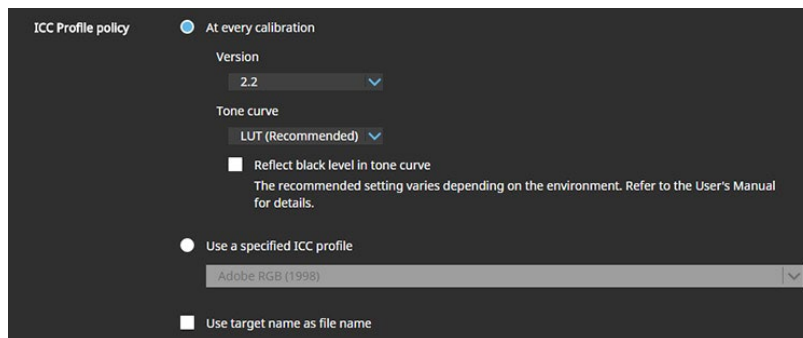 ICC Profile policy
At every calibration
Version
2.2
Tone curve
LUT (Recommended)
Reflect black level in tone curve
The recommended setting varies depending on the environment. Refer to the User's Manual
for details.
Use a specified ICC profile
Adobe RGB (1998)
Use target name as file name